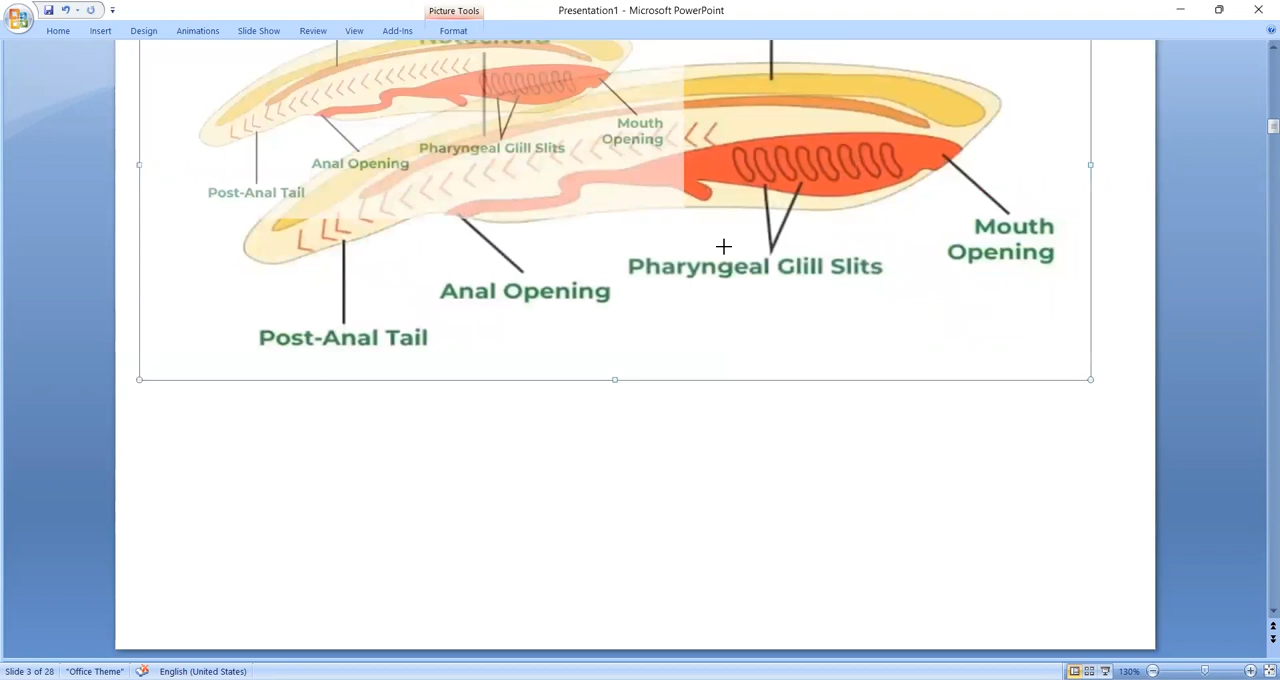 Picture Tools
Presentation1 - Microsoft PowerPoint
Home Insert Design Animations Slide Show Review View Add-Ins Format
Notochord
Mouth
Opening
Pharyngeal Glill Slits
Anal Opening
Post-Anal Tail
Mouth
Opening
Pharyngeal Glill Slits
Anal Opening
Post-Anal Tail
Slide 3 of 28 "Office Theme" English (United States) 130%